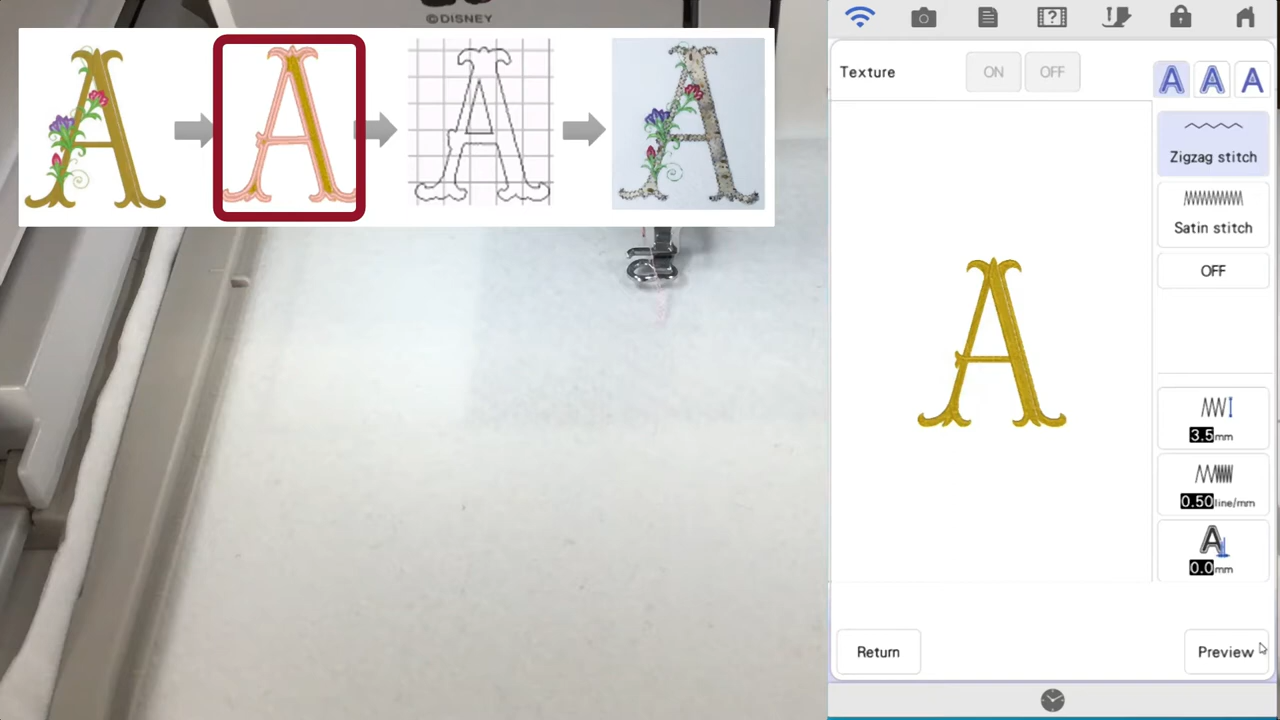 ©DISNEY
Texture
ON
OFF
Zigzag stitch
Satin stitch
OFF
3.5mm
0.50line/mm
0.0mm
Return
Preview